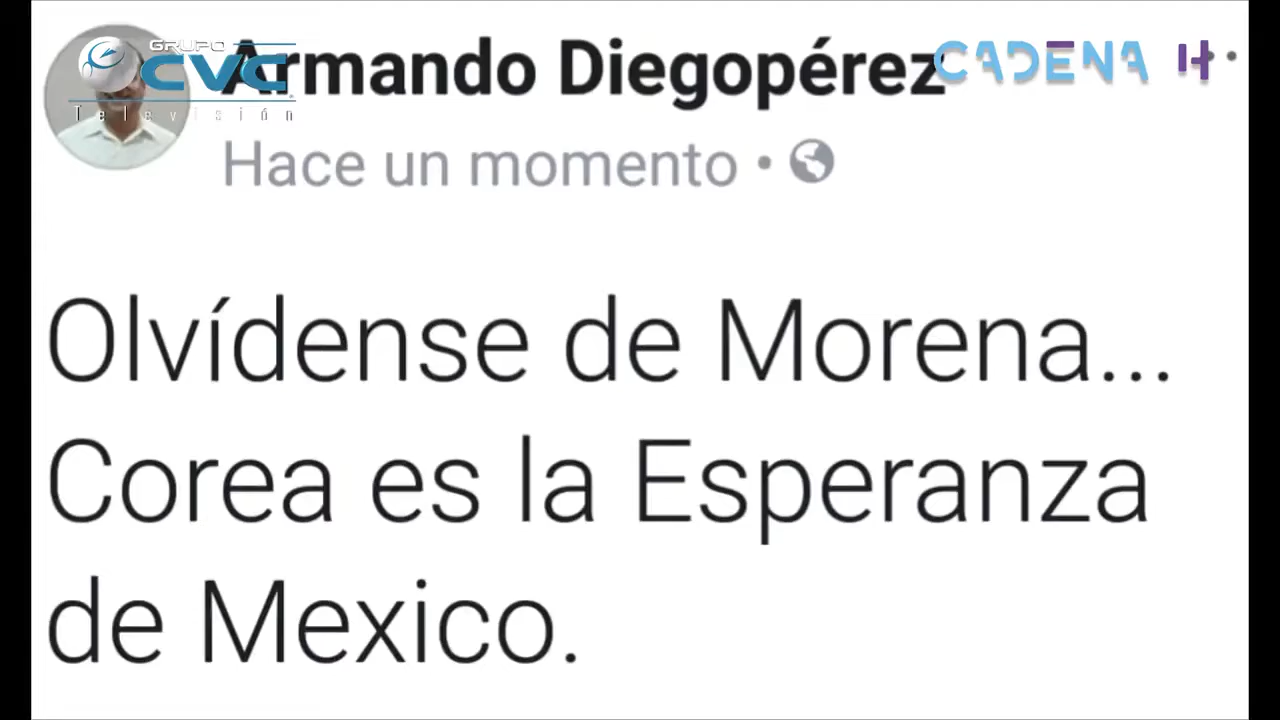 GRUPO
CVC
Televisión
CADENA H
Armando Diegopérez
Hace un momento •
Olvídense de Morena...
Corea es la Esperanza
de Mexico.